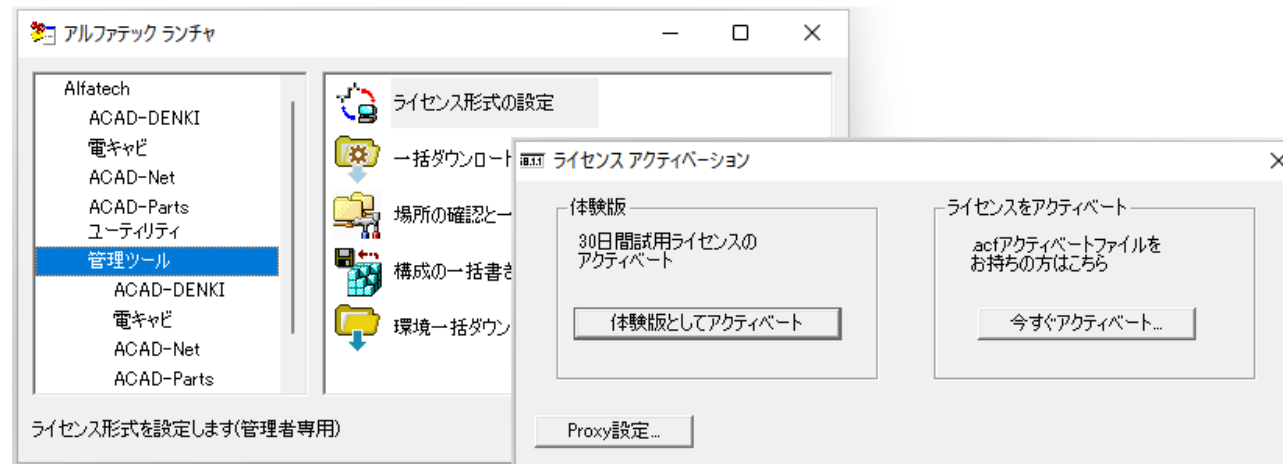 アルファテック ランチャ
Alfatech
ACAD-DENKI
電キャビ
ACAD-Net
ACAD-Parts
ユーティリティ
管理ツール
ACAD-DENKI
電キャビ
ACAD-Net
ACAD-Parts
ライセンス形式の設定
一括ダウンロード
場所の確認と一
構成の一括書き
環境一括ダウン
ライセンス形式を設定します(管理者専用)
ライセンス アクティベーション
体験版
30日間試用ライセンスの
アクティベート
体験版としてアクティベート
ライセンスをアクティベート
.acfアクティベートファイルを
お持ちの方はこちら
今すぐアクティベート...
Proxy設定...